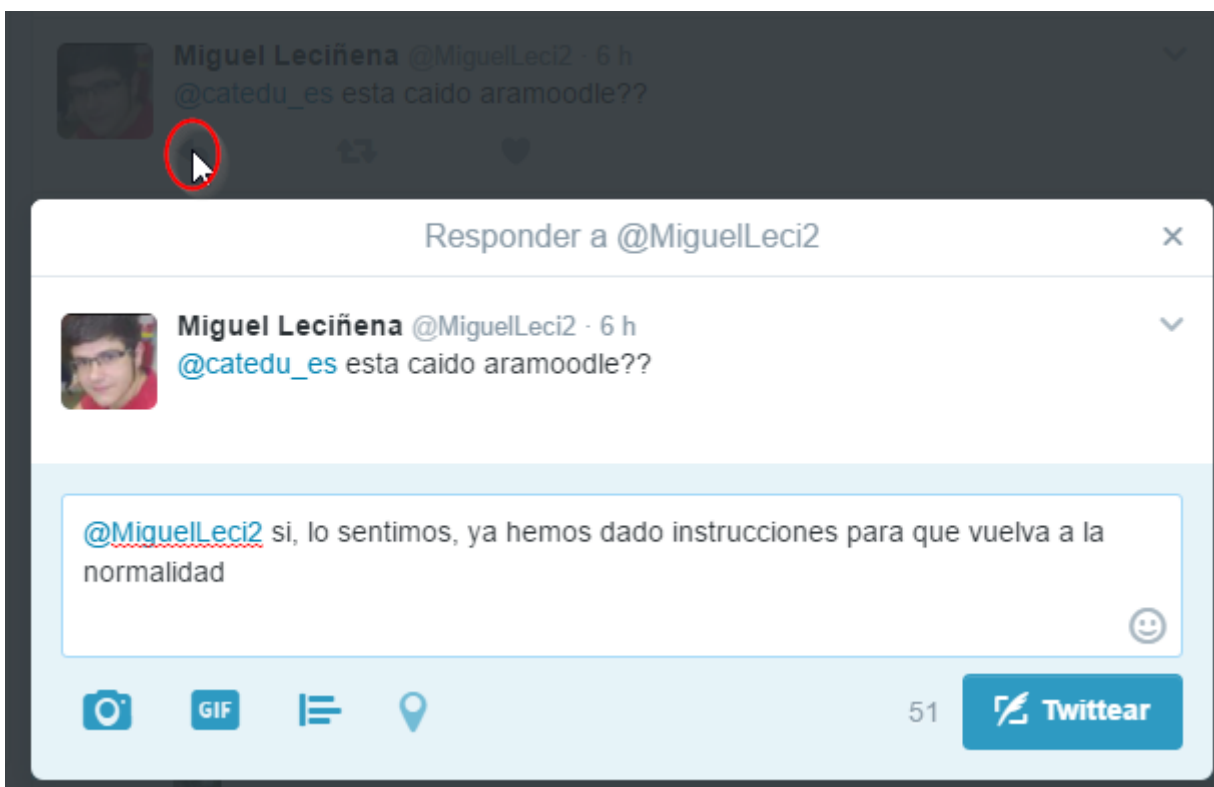 Miguel Leciñena @MiguelLeci2 · 6 h
@catedu_es esta caido aramoodle??
Responder a @MiguelLeci2
Miguel Leciñena @MiguelLeci2 · 6 h
@catedu_es esta caido aramoodle??
@MiguelLeci2 si, lo sentimos, ya hemos dado instrucciones para que vuelva a la
normalidad
GIF
51 Twittear